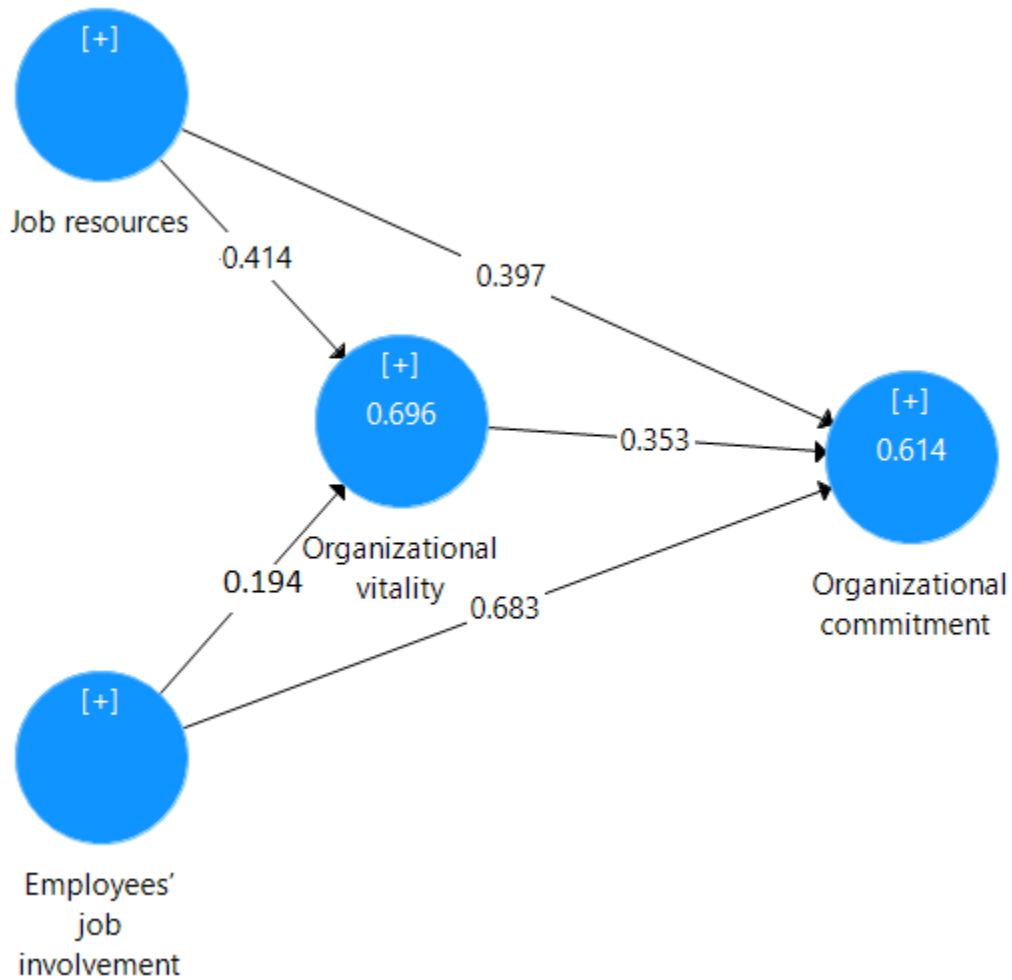 [+]
Job resources
0.414
0.397
[+]
0.696
Organizational
vitality
0.353
[+]
0.614
Organizational
commitment
0.194
0.683
[+]
Employees’
job
involvement